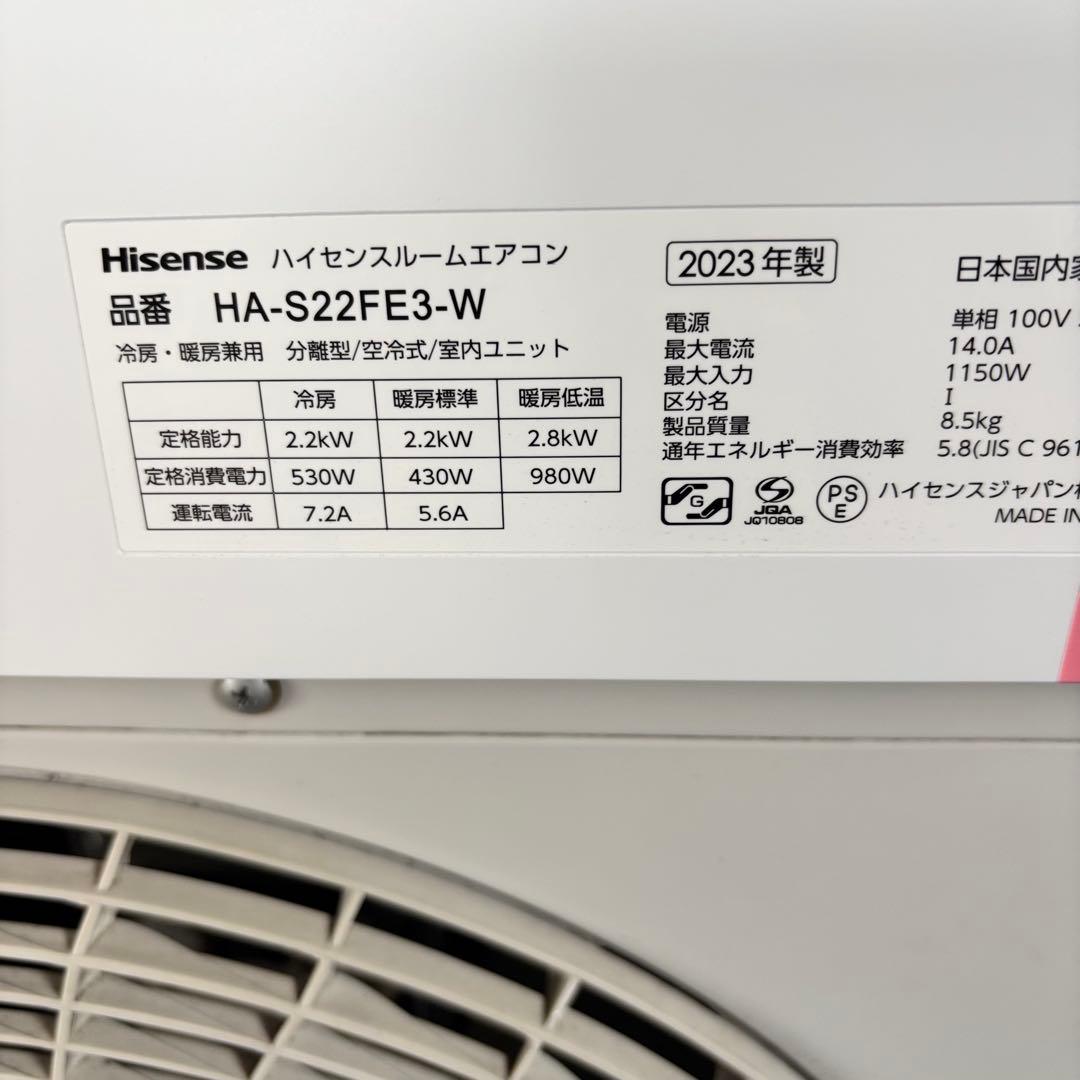 Hisense ハイセンスルームエアコン
品番 HA-S22FE3-W
冷房・暖房兼用 分離型/空冷式/室内ユニット
冷房 暖房標準 暖房低温
定格能力 2.2kW 2.2kW 2.8kW
定格消費電力 530W 430W 980W
運転電流 7.2A 5.6A
2023年製
日本国内
電源 単相 100V
最大電流 14.0A
最大入力 1150W
区分名 I
製品質量 8.5kg
通年エネルギー消費効率 5.8(JIS C 961
G
JQA
JQ10808
PS
E
ハイセンスジャパン
MADE IN